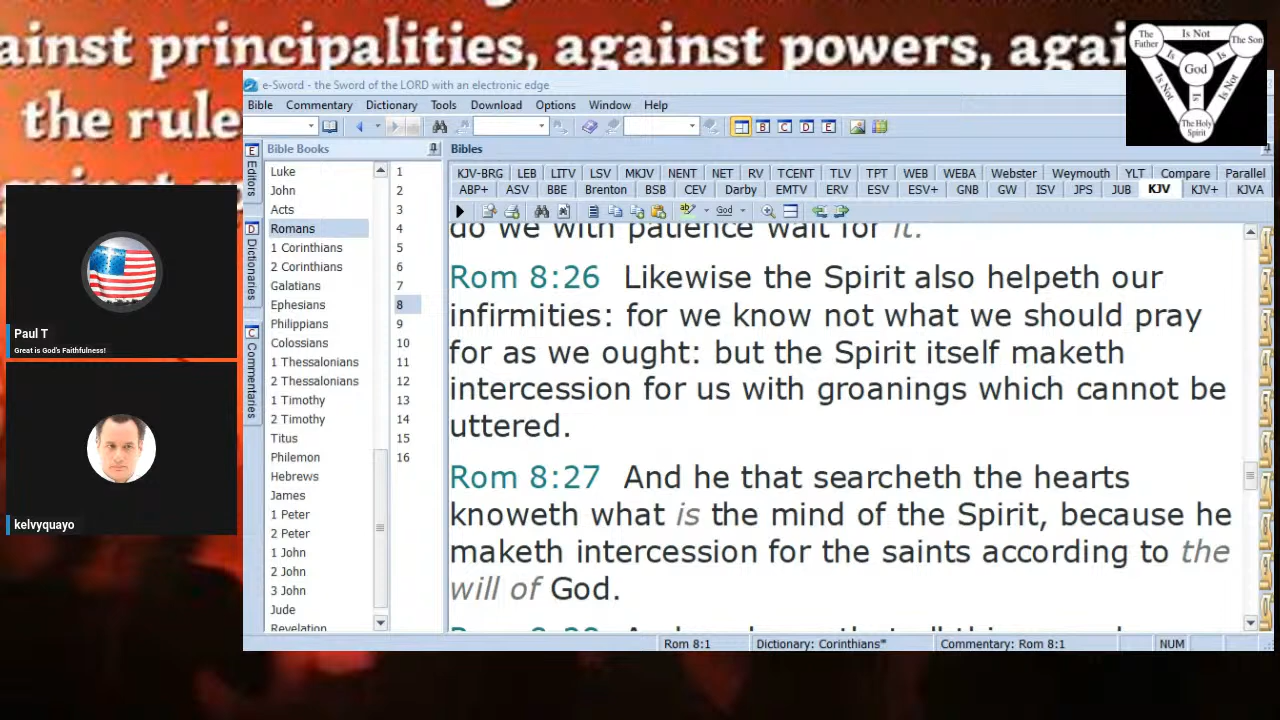 ainst principalities, against powers, agai
the rule
The Father
Is Not
The Son
Is
Is
God
Is Not
Is
Is Not
The Holy Spirit
e-Sword - the Sword of the LORD with an electronic edge
Bible Commentary Dictionary Tools Download Options Window Help
B C D E
E Editors
D Dictionaries
C Commentaries
Bible Books
Luke
John
Acts
Romans
1 Corinthians
2 Corinthians
Galatians
Ephesians
Philippians
Colossians
1 Thessalonians
2 Thessalonians
1 Timothy
2 Timothy
Titus
Philemon
Hebrews
James
1 Peter
2 Peter
1 John
2 John
3 John
Jude
Revelation
1
2
3
4
5
6
7
8
9
10
11
12
13
14
15
16
Bibles
KJV-BRG LEB LITV LSV MKJV NENT NET RV TCENT TLV TPT WEB WEBA Webster Weymouth YLT Compare Parallel
ABP+ ASV BBE Brenton BSB CEV Darby EMTV ERV ESV ESV+ GNB GW ISV JPS JUB KJV KJV+ KJVA
God
do we with patience wait for it.
Rom 8:26 Likewise the Spirit also helpeth our
infirmities: for we know not what we should pray
for as we ought: but the Spirit itself maketh
intercession for us with groanings which cannot be
uttered.
Rom 8:27 And he that searcheth the hearts
knoweth what is the mind of the Spirit, because he
maketh intercession for the saints according to the
will of God.
Rom 8:1 Dictionary: Corinthians* Commentary: Rom 8:1 NUM
Paul T
Great is God's Faithfulness!
kelvyquayo